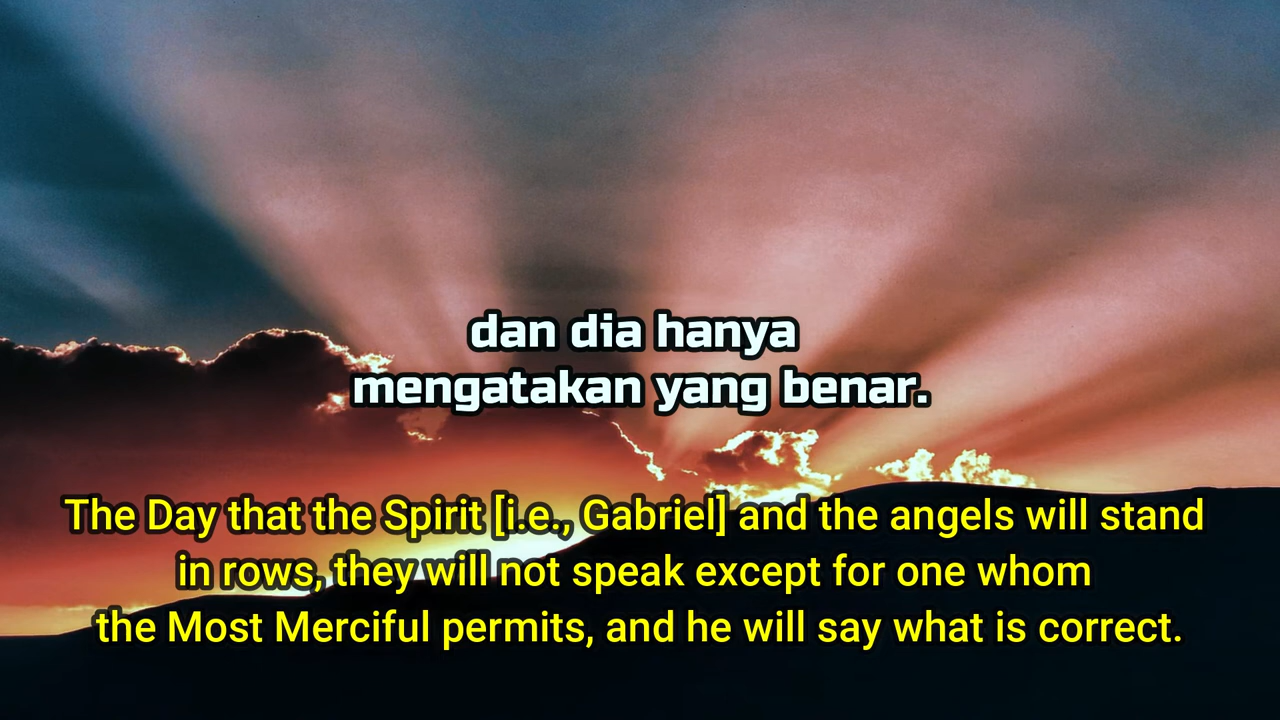 dan dia hanya
mengatakan yang benar.
The Day that the Spirit [i.e., Gabriel] and the angels will stand
in rows, they will not speak except for one whom
the Most Merciful permits, and he will say what is correct.